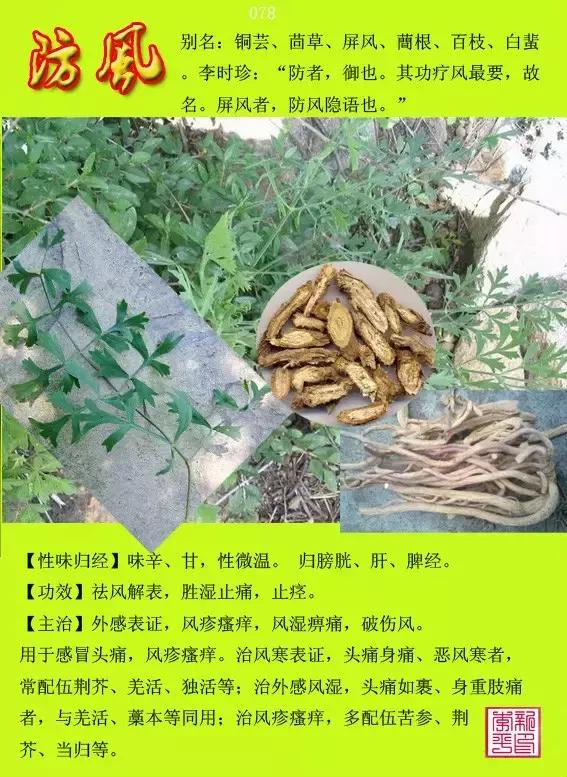 078
防风
别名：铜芸、茴草、屏风、蕳根、百枝、白蜚
。李时珍：“防者，御也。其功疗风最要，故
名。屏风者，防风隐语也。”
【性味归经】味辛、甘，性微温。 归膀胱、肝、脾经。
【功效】祛风解表，胜湿止痛，止痉。
【主治】外感表证，风疹瘙痒，风湿痹痛，破伤风。
用于感冒头痛，风疹瘙痒。治风寒表证，头痛身痛、恶风寒者，
常配伍荆芥、羌活、独活等；治外感风湿，头痛如裹、身重肢痛
者，与羌活、藁本等同用；治风疹瘙痒，多配伍苦参、荆
芥、当归等。